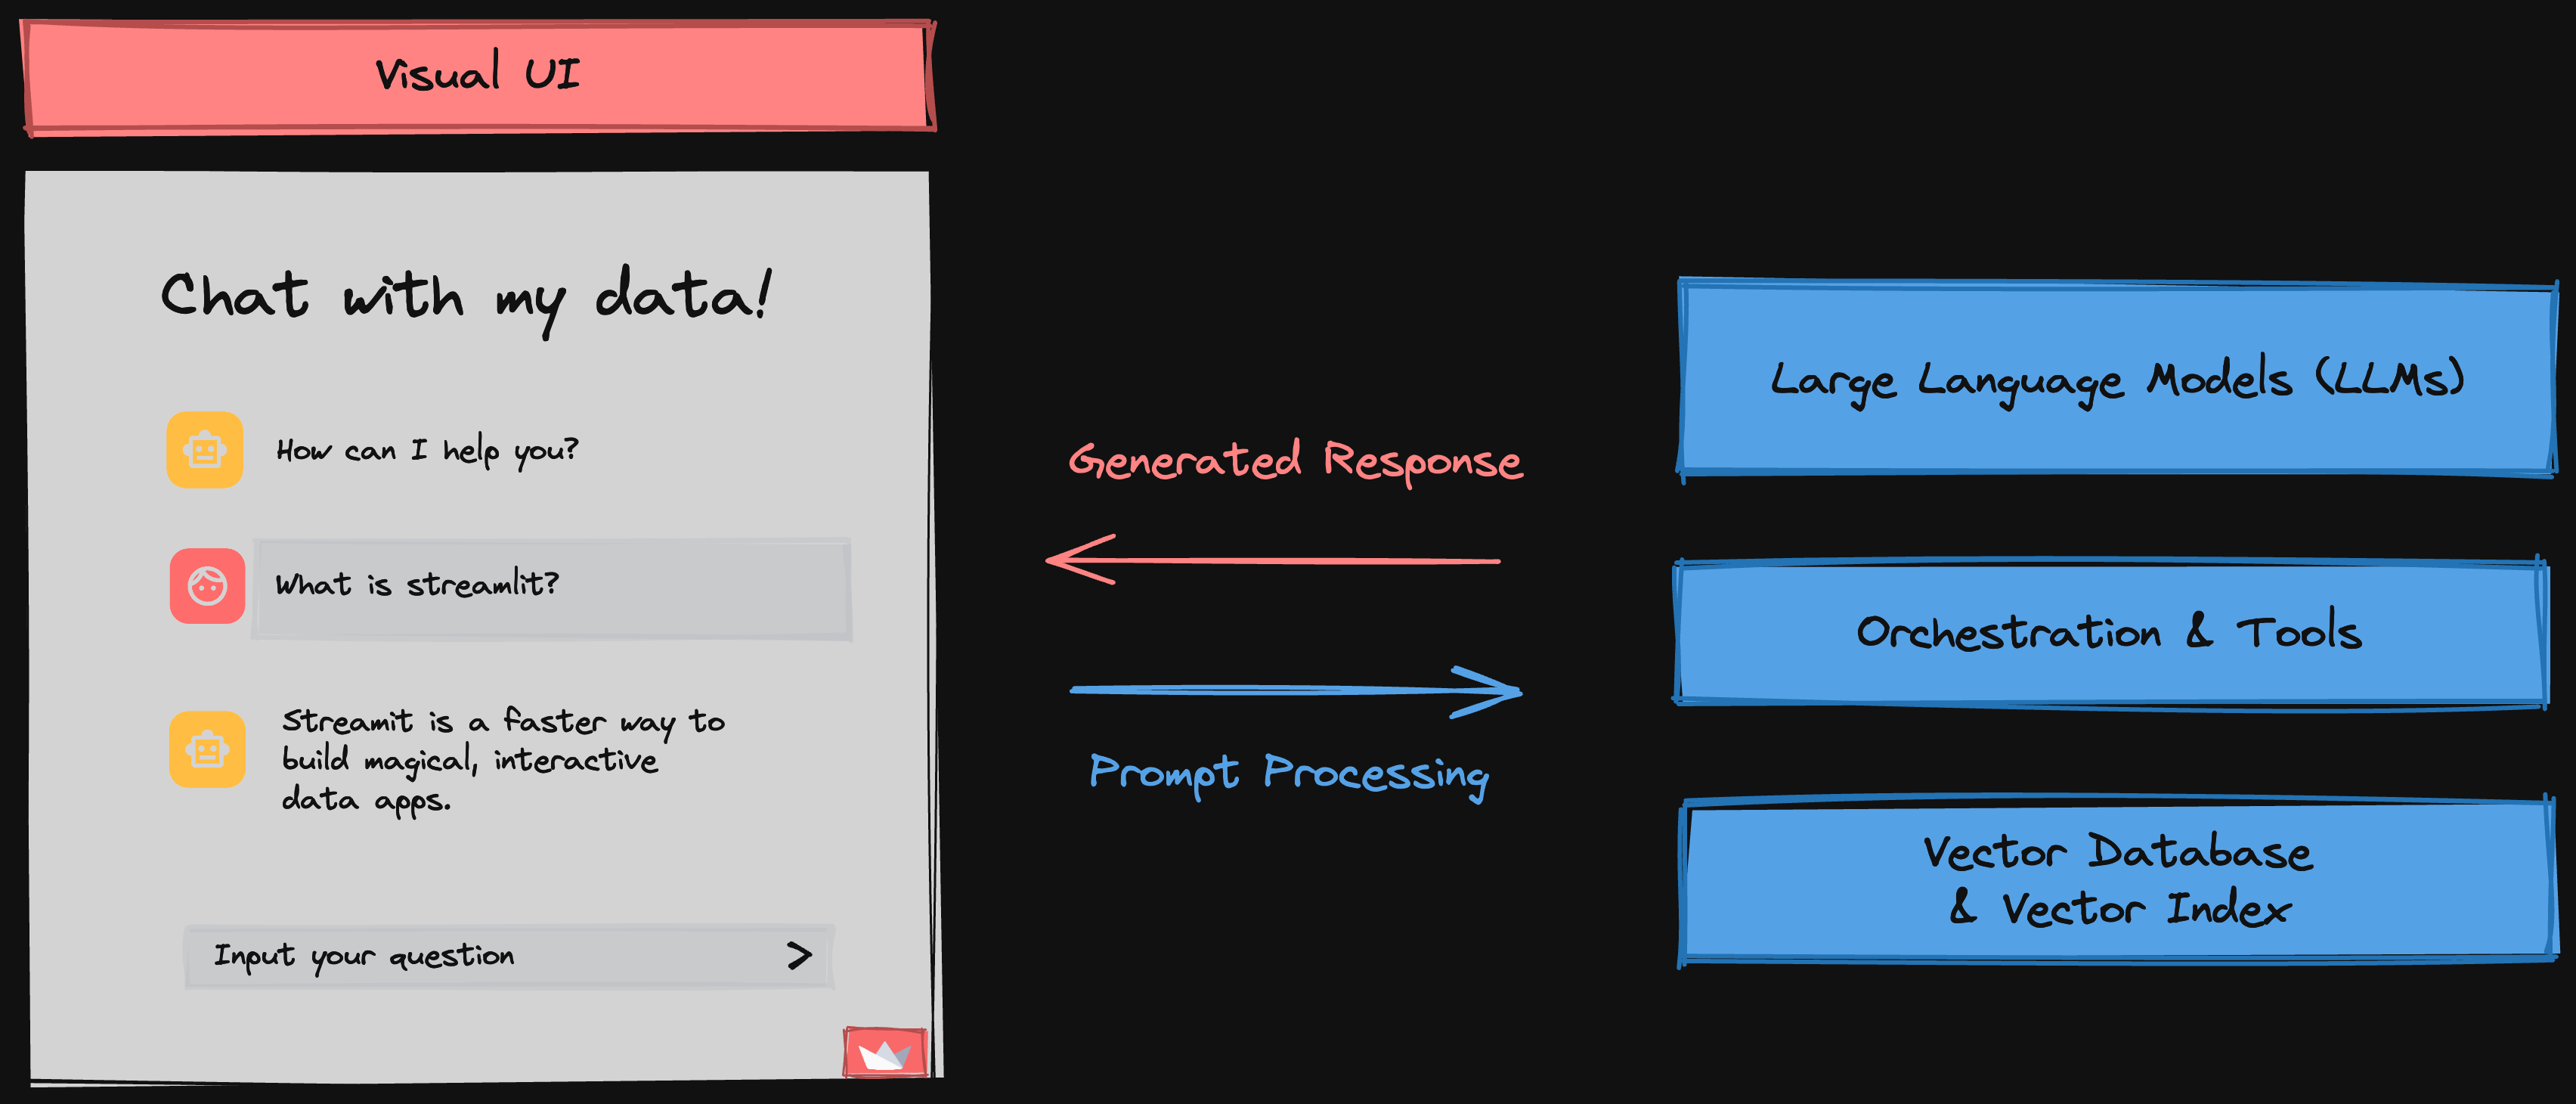 Visual UI
Chat with my data!
How can I help you?
What is streamlit?
Streamit is a faster way to
build magical, interactive
data apps.
Input your question
Generated Response
Prompt Processing
Large Language Models (LLMs)
Orchestration & Tools
Vector Database
& Vector Index